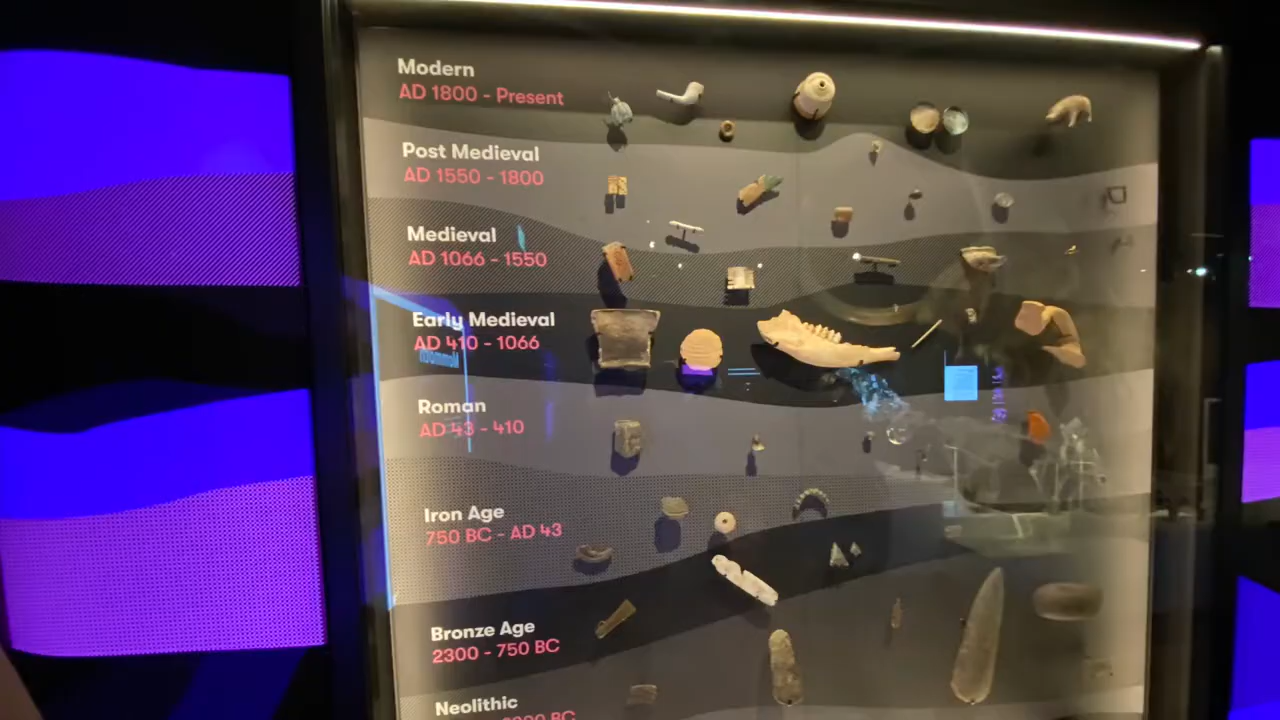 Modern
AD 1800 - Present
Post Medieval
AD 1550 - 1800
Medieval
AD 1066 - 1550
Early Medieval
AD 410 - 1066
Roman
AD 43 - 410
Iron Age
750 BC - AD 43
Bronze Age
2300 - 750 BC
Neolithic
BC